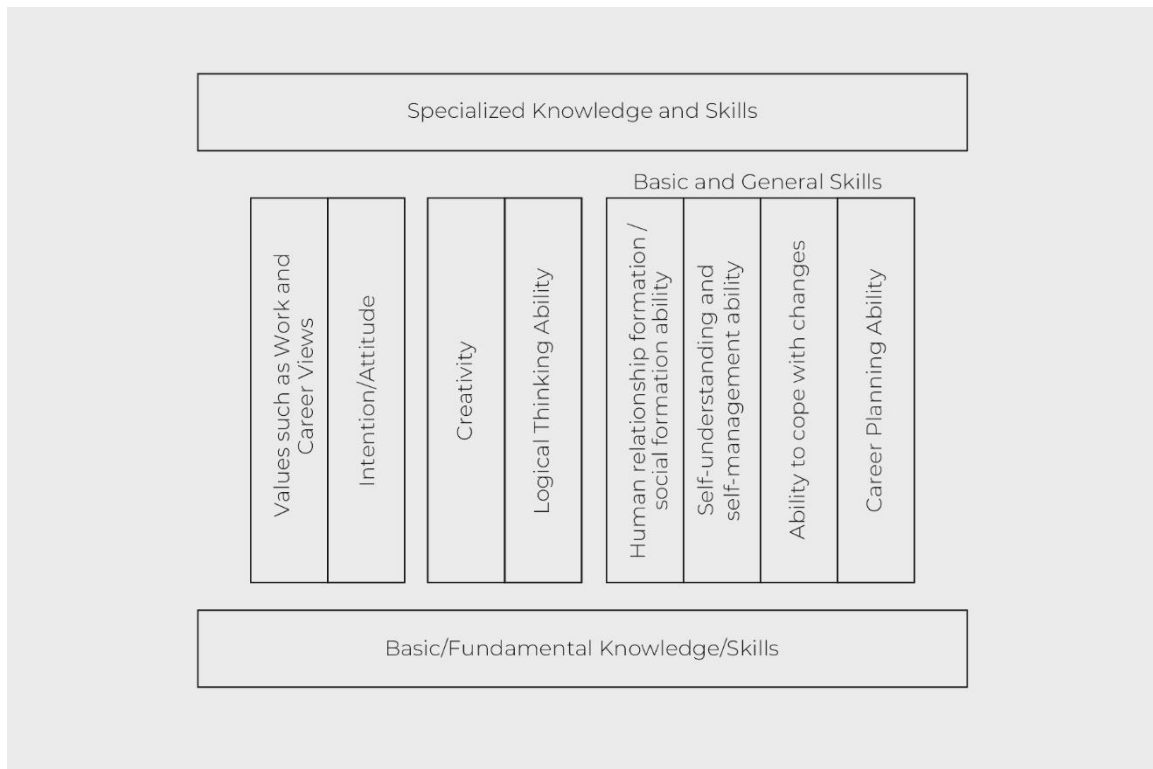 Specialized Knowledge and Skills
Basic and General Skills
Values such as Work and
Career Views
Intention/Attitude
Creativity
Logical Thinking Ability
Human relationship formation /
social formation ability
Self-understanding and
self-management ability
Ability to cope with changes
Career Planning Ability
Basic/Fundamental Knowledge/Skills